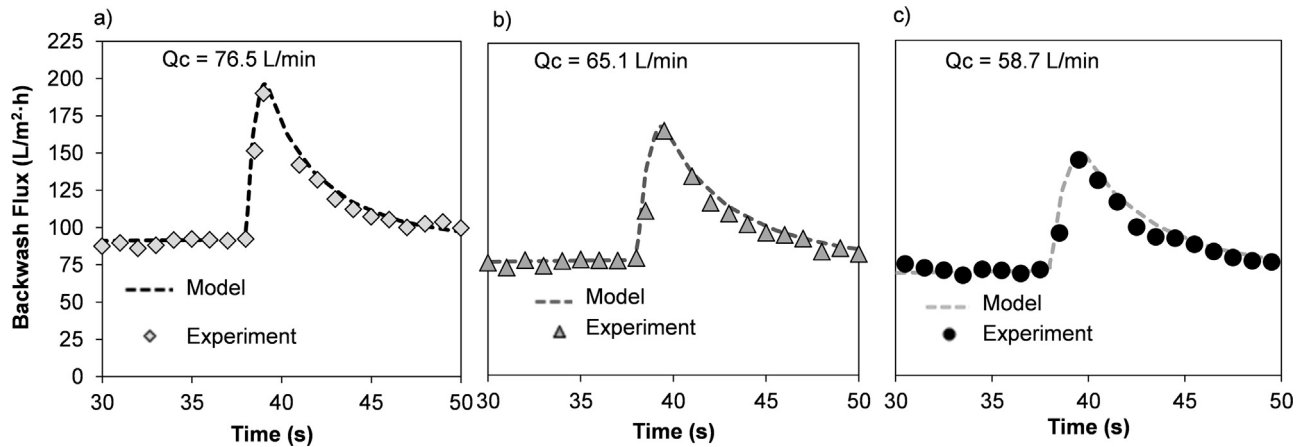 a)
Qc = 76.5 L/min
Backwash Flux (L/m²·h)
225
200
175
150
125
100
75
50
25
0
Model
Experiment
30 35 40 45 50
Time (s)
b)
Qc = 65.1 L/min
Model
Experiment
30 35 40 45 50
Time (s)
c)
Qc = 58.7 L/min
Model
Experiment
30 35 40 45 50
Time (s)